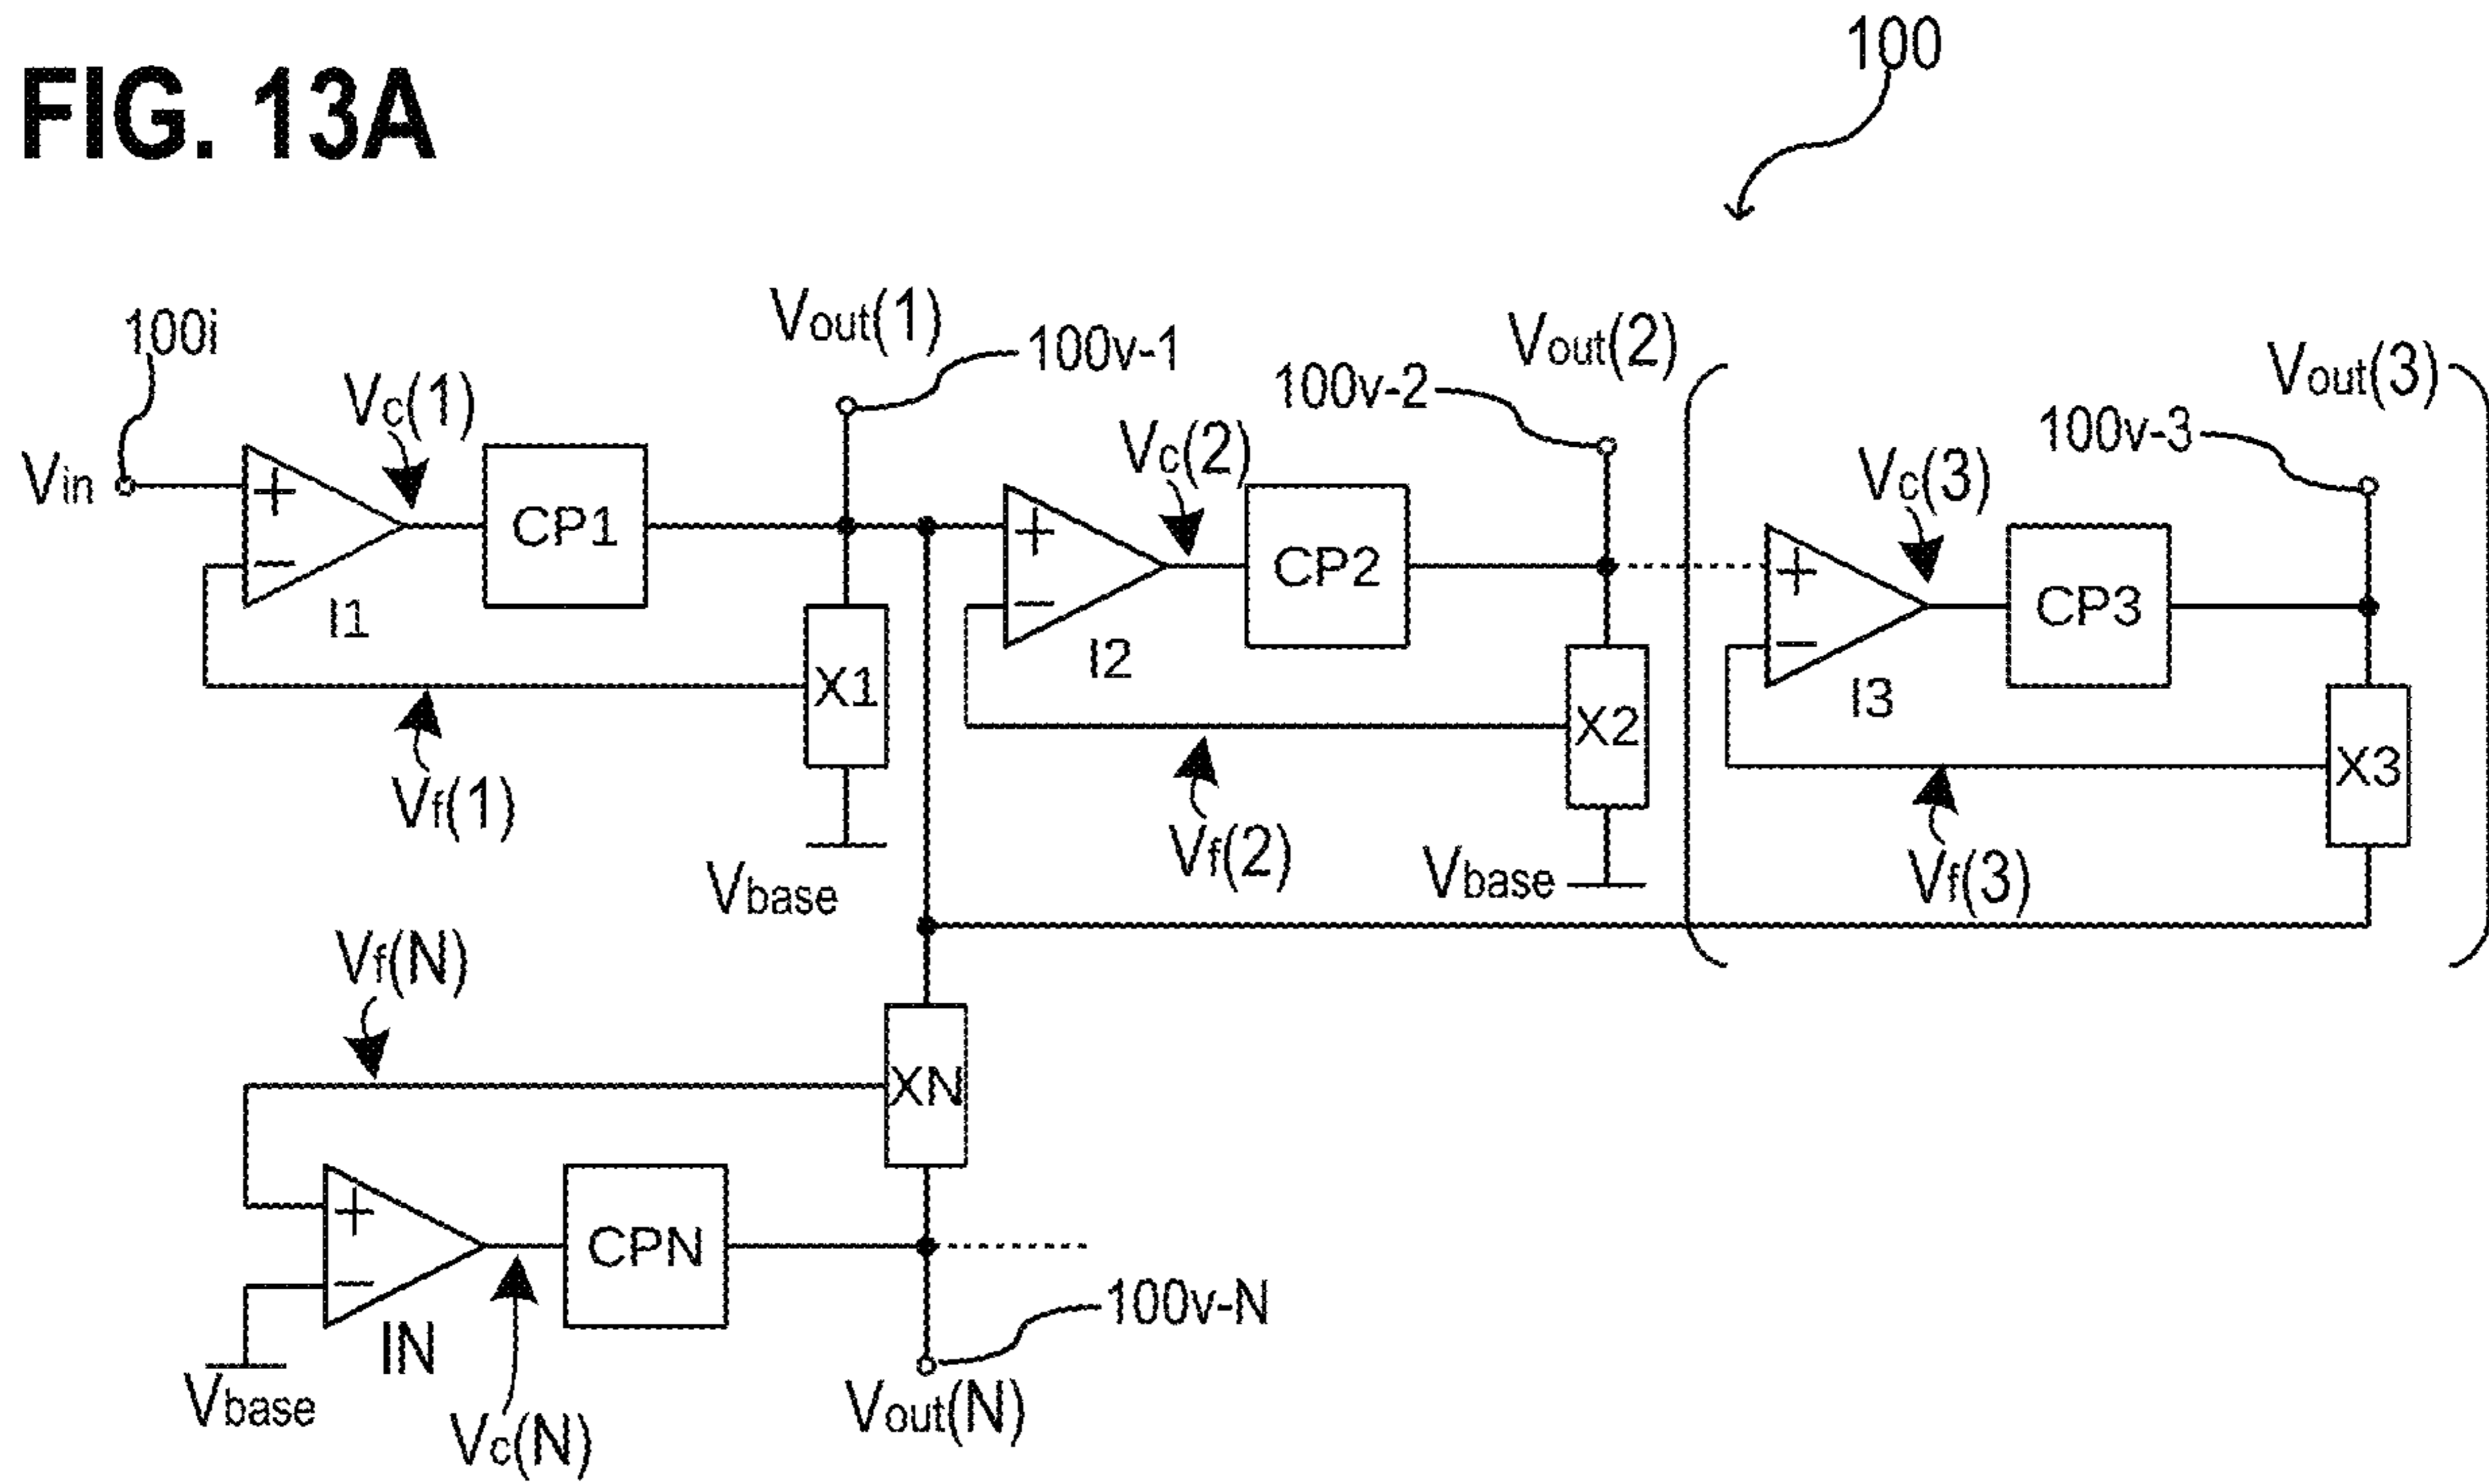 FIG. 13A
100
100i
Vin
Vc(1)
+
−
I1
CP1
Vout(1)
100v-1
X1
Vf(1)
Vbase
Vc(2)
+
−
I2
CP2
100v-2
Vout(2)
X2
Vf(2)
Vbase
Vc(3)
+
−
I3
CP3
100v-3
Vout(3)
X3
Vf(3)
Vf(N)
XN
+
−
IN
CPN
Vbase
Vc(N)
100v-N
Vout(N)